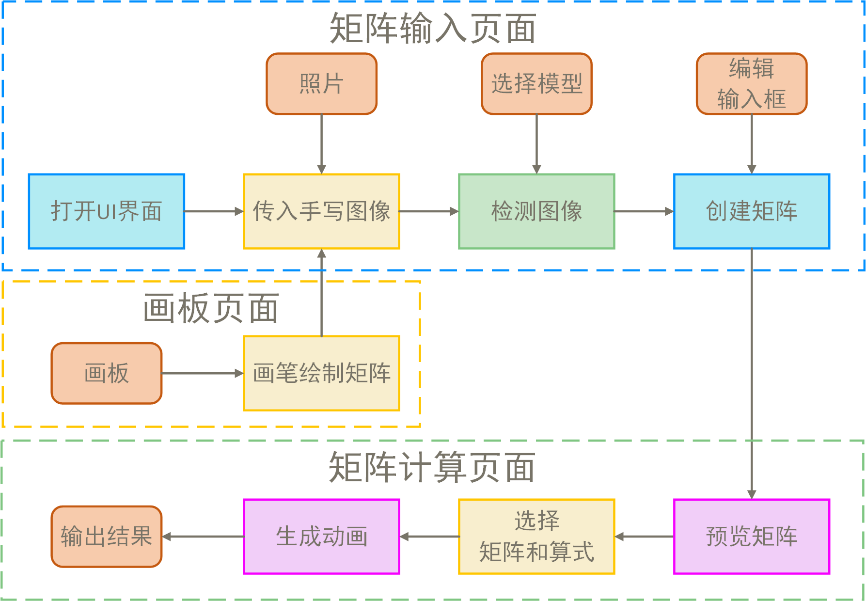 矩阵输入页面
照片
选择模型
编辑
输入框
打开UI界面
传入手写图像
检测图像
创建矩阵
画板页面
画板
画笔绘制矩阵
矩阵计算页面
输出结果
生成动画
选择
矩阵和算式
预览矩阵